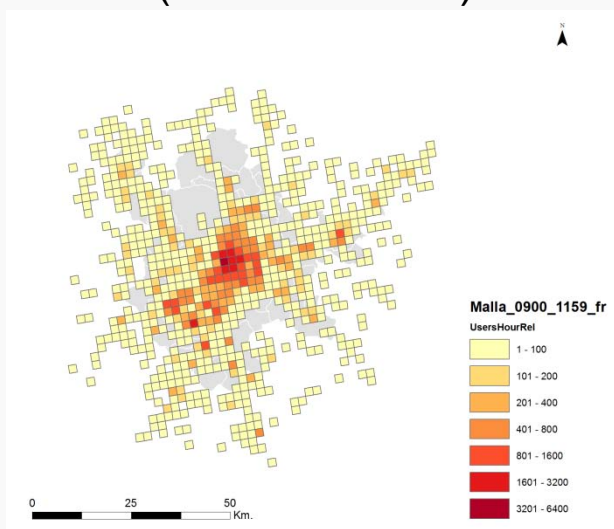 N
Malla_0900_1159_fr
UsersHourRel
1 - 100
101 - 200
201 - 400
401 - 800
801 - 1600
1601 - 3200
3201 - 6400
0 25 50
Km.